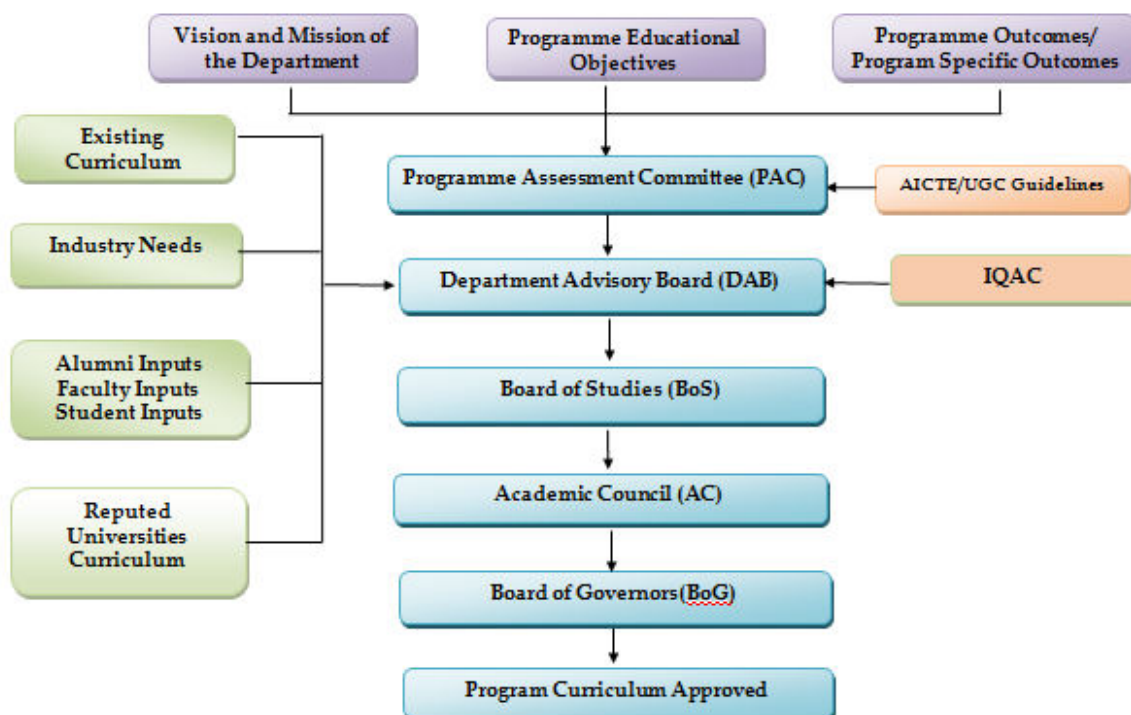 Vision and Mission of
the Department
Programme Educational
Objectives
Programme Outcomes/
Program Specific Outcomes
Existing
Curriculum
Programme Assessment Committee (PAC)
AICTE/UGC Guidelines
Industry Needs
Department Advisory Board (DAB)
IQAC
Alumni Inputs
Faculty Inputs
Student Inputs
Board of Studies (BoS)
Academic Council (AC)
Reputed
Universities
Curriculum
Board of Governors(BoG)
Program Curriculum Approved